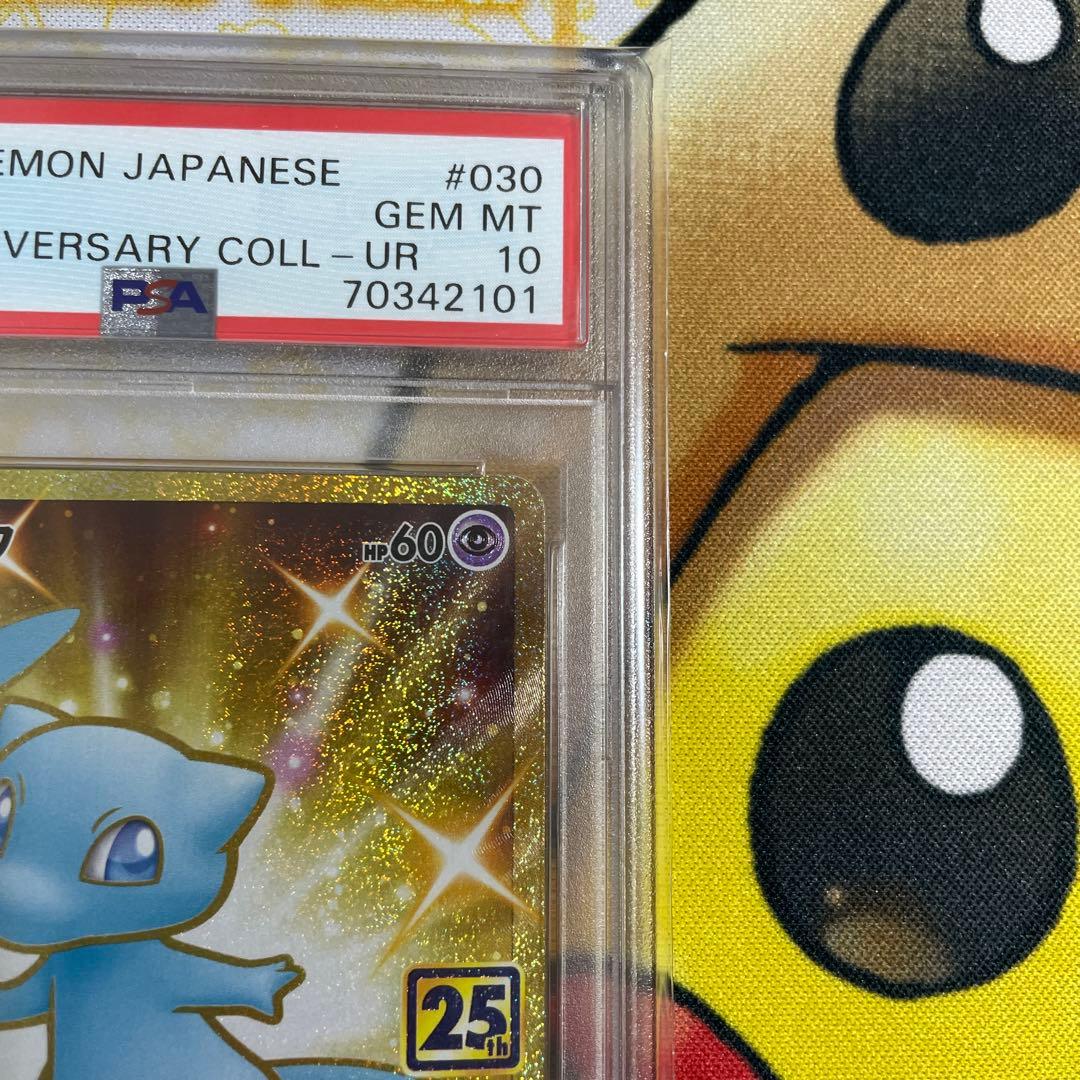 EMON JAPANESE #030
GEM MT
VERSARY COLL-UR 10
PSA 70342101
HP60
25th